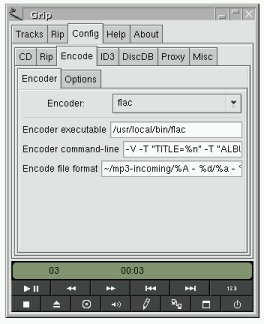 Grip
Tracks Rip Config Help About
CD Rip Encode ID3 DiscDB Proxy Misc
Encoder Options
Encoder: flac
Encoder executable /usr/local/bin/flac
Encoder command-line -V -T "TITLE=%n" -T "ALBU
Encode file format ~/mp3-incoming/%A - %d/%a - %
03 00:03
123